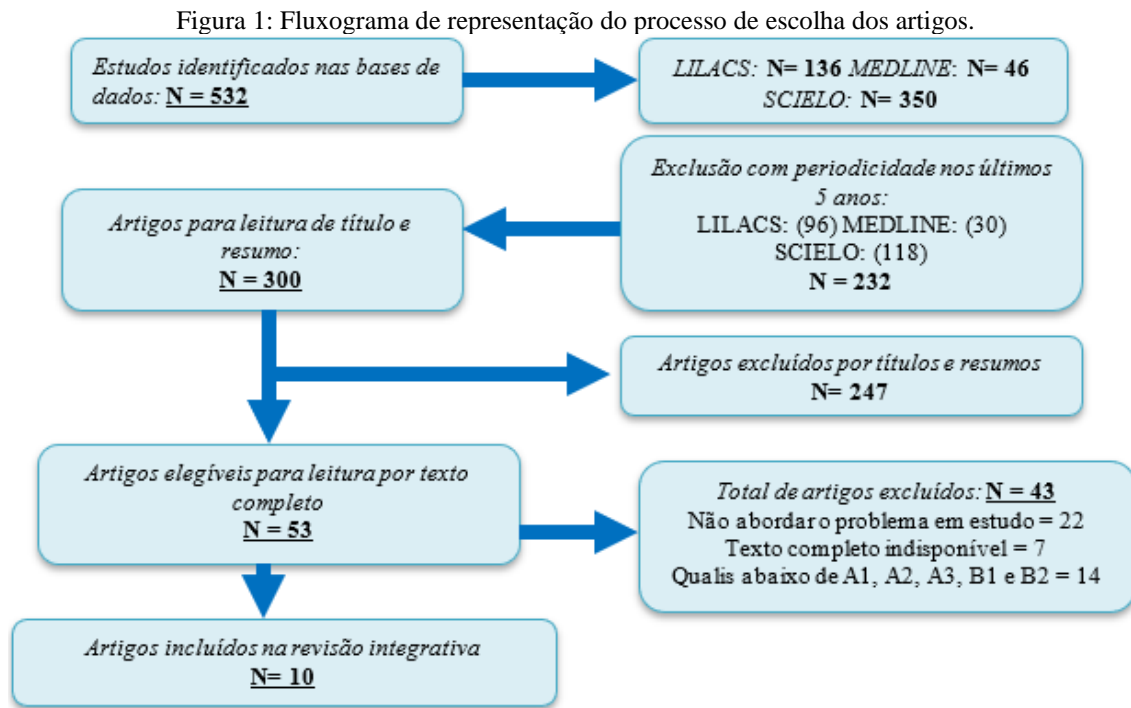 Figura 1: Fluxograma de representação do processo de escolha dos artigos.
Estudos identificados nas bases de
dados: N = 532
LILACS: N= 136 MEDLINE: N= 46
SCIELO: N= 350
Exclusão com periodicidade nos últimos
5 anos:
LILACS: (96) MEDLINE: (30)
SCIELO: (118)
N = 232
Artigos para leitura de título e
resumo:
N = 300
Artigos excluídos por títulos e resumos
N= 247
Artigos elegíveis para leitura por texto
completo
N = 53
Total de artigos excluídos: N = 43
Não abordar o problema em estudo = 22
Texto completo indisponível = 7
Qualis abaixo de A1, A2, A3, B1 e B2 = 14
Artigos incluídos na revisão integrativa
N= 10